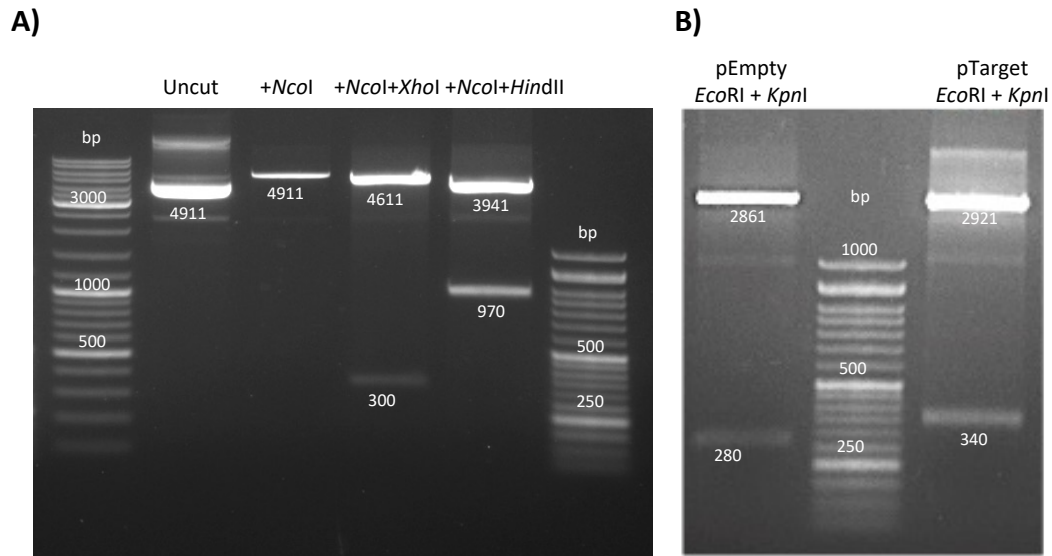 A)
Uncut +NcoI +NcoI+XhoI +NcoI+HindII
bp
3000
1000
500
4911
4911
4611
300
3941
970
bp
500
250
B)
pEmpty
EcoRI + KpnI
pTarget
EcoRI + KpnI
2861
280
bp
1000
500
250
2921
340